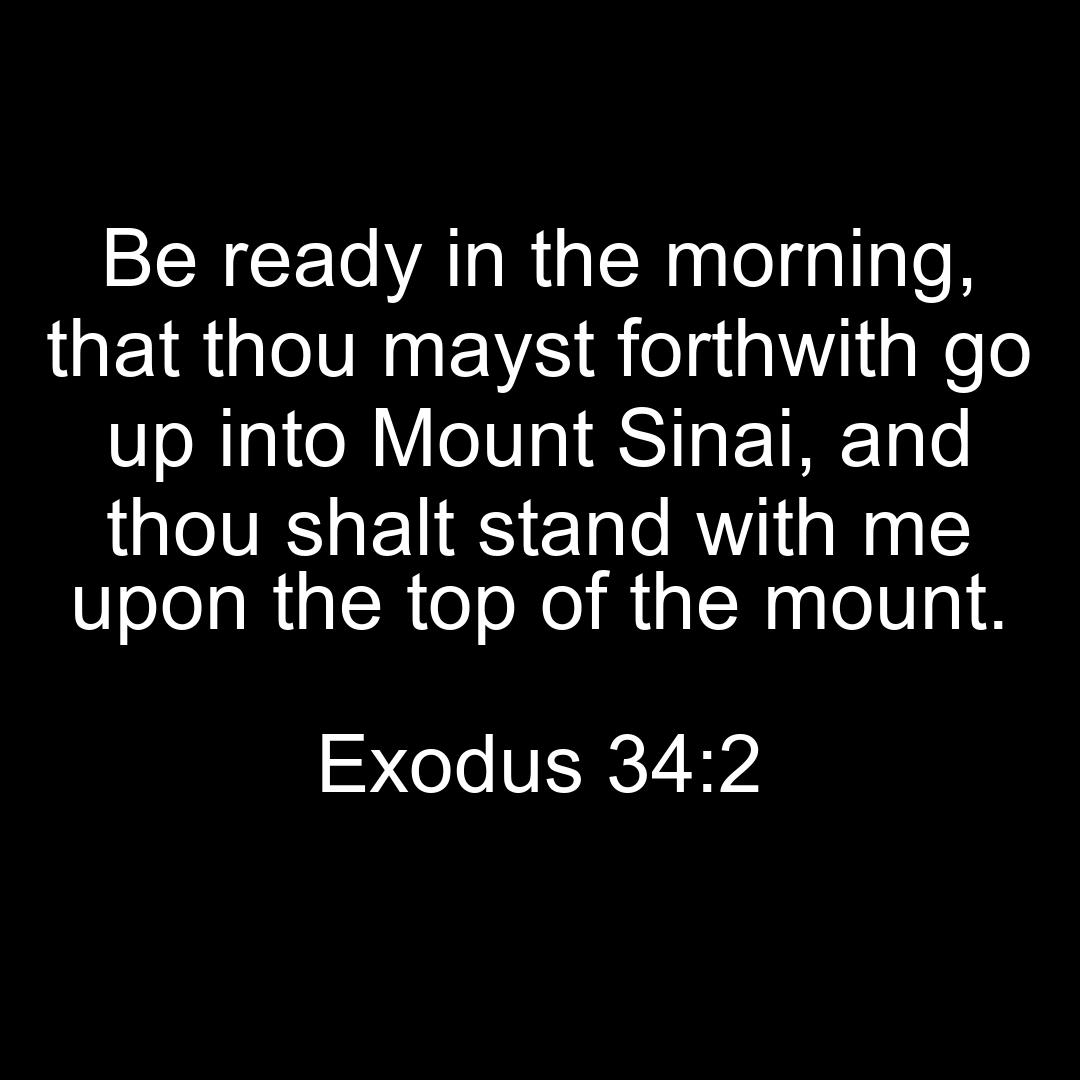 Be ready in the morning,
that thou mayst forthwith go
up into Mount Sinai, and
thou shalt stand with me
upon the top of the mount.
Exodus 34:2